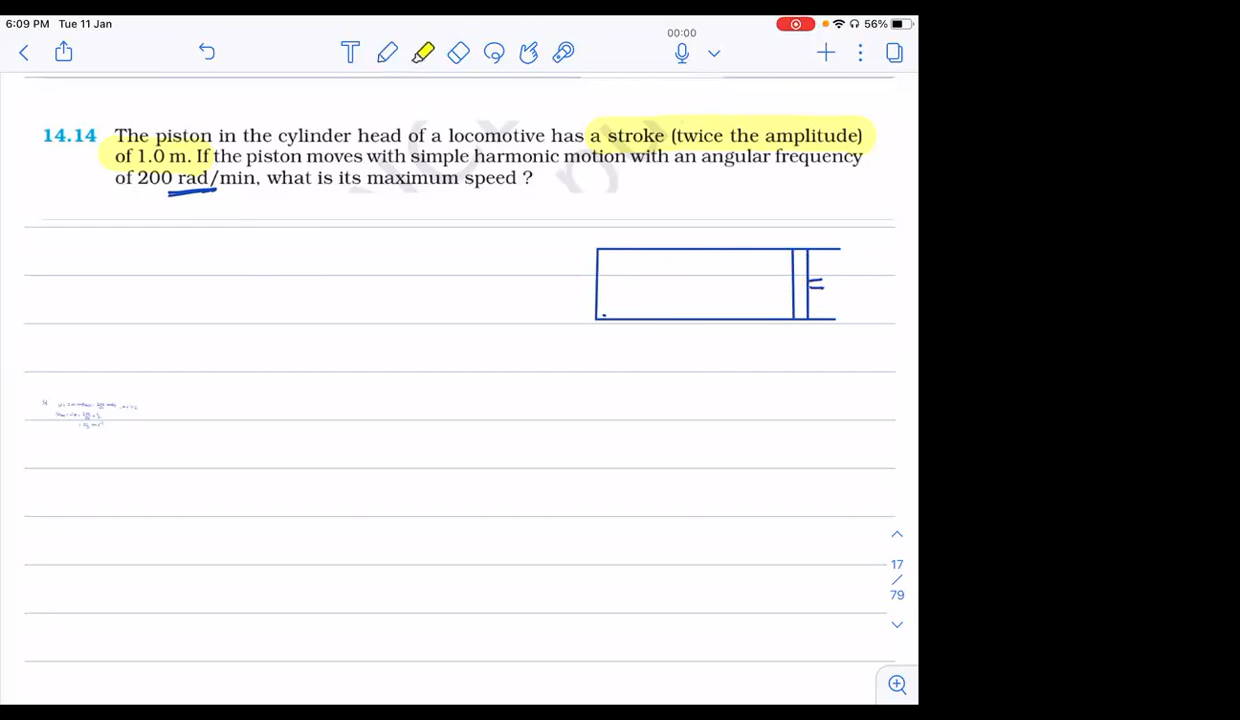 6:09 PM Tue 11 Jan
56%
00:00
T
14.14 The piston in the cylinder head of a locomotive has a stroke (twice the amplitude)
of 1.0 m. If the piston moves with simple harmonic motion with an angular frequency
of 200 rad/min, what is its maximum speed ?
17
/
79